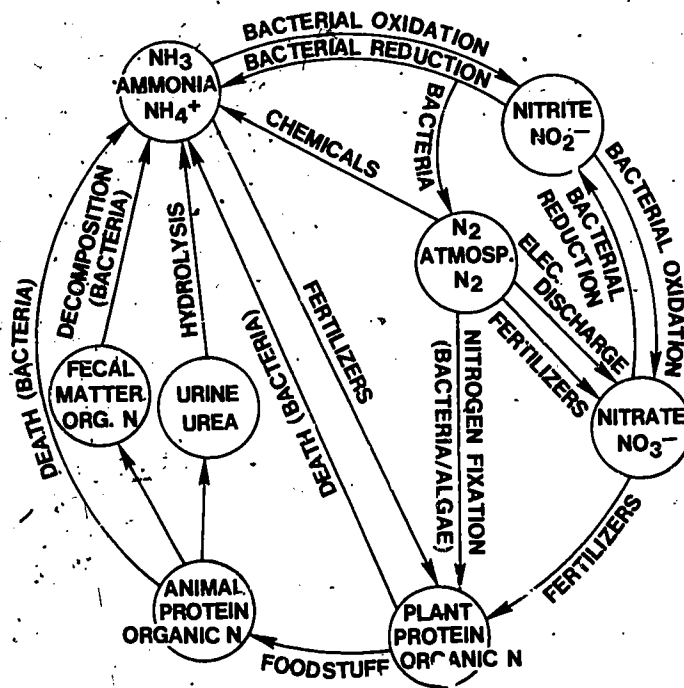 BACTERIAL OXIDATION
BACTERIAL REDUCTION
NH3
AMMONIA
NH4+
BACTERIA
NITRITE
NO2−
CHEMICALS
BACTERIAL OXIDATION
BACTERIAL
REDUCTION
N2
ATMOSP.
N2
ELEC.
DISCHARGE
FERTILIZERS
DECOMPOSITION
(BACTERIA)
HYDROLYSIS
FERTILIZERS
DEATH (BACTERIA)
DEATH (BACTERIA)
NITROGEN FIXATION
(BACTERIA/ALGAE)
FECAL
MATTER
ORG. N
URINE
UREA
NITRATE
NO3−
FERTILIZERS
ANIMAL
PROTEIN
ORGANIC N
FOODSTUFF
PLANT
PROTEIN
N